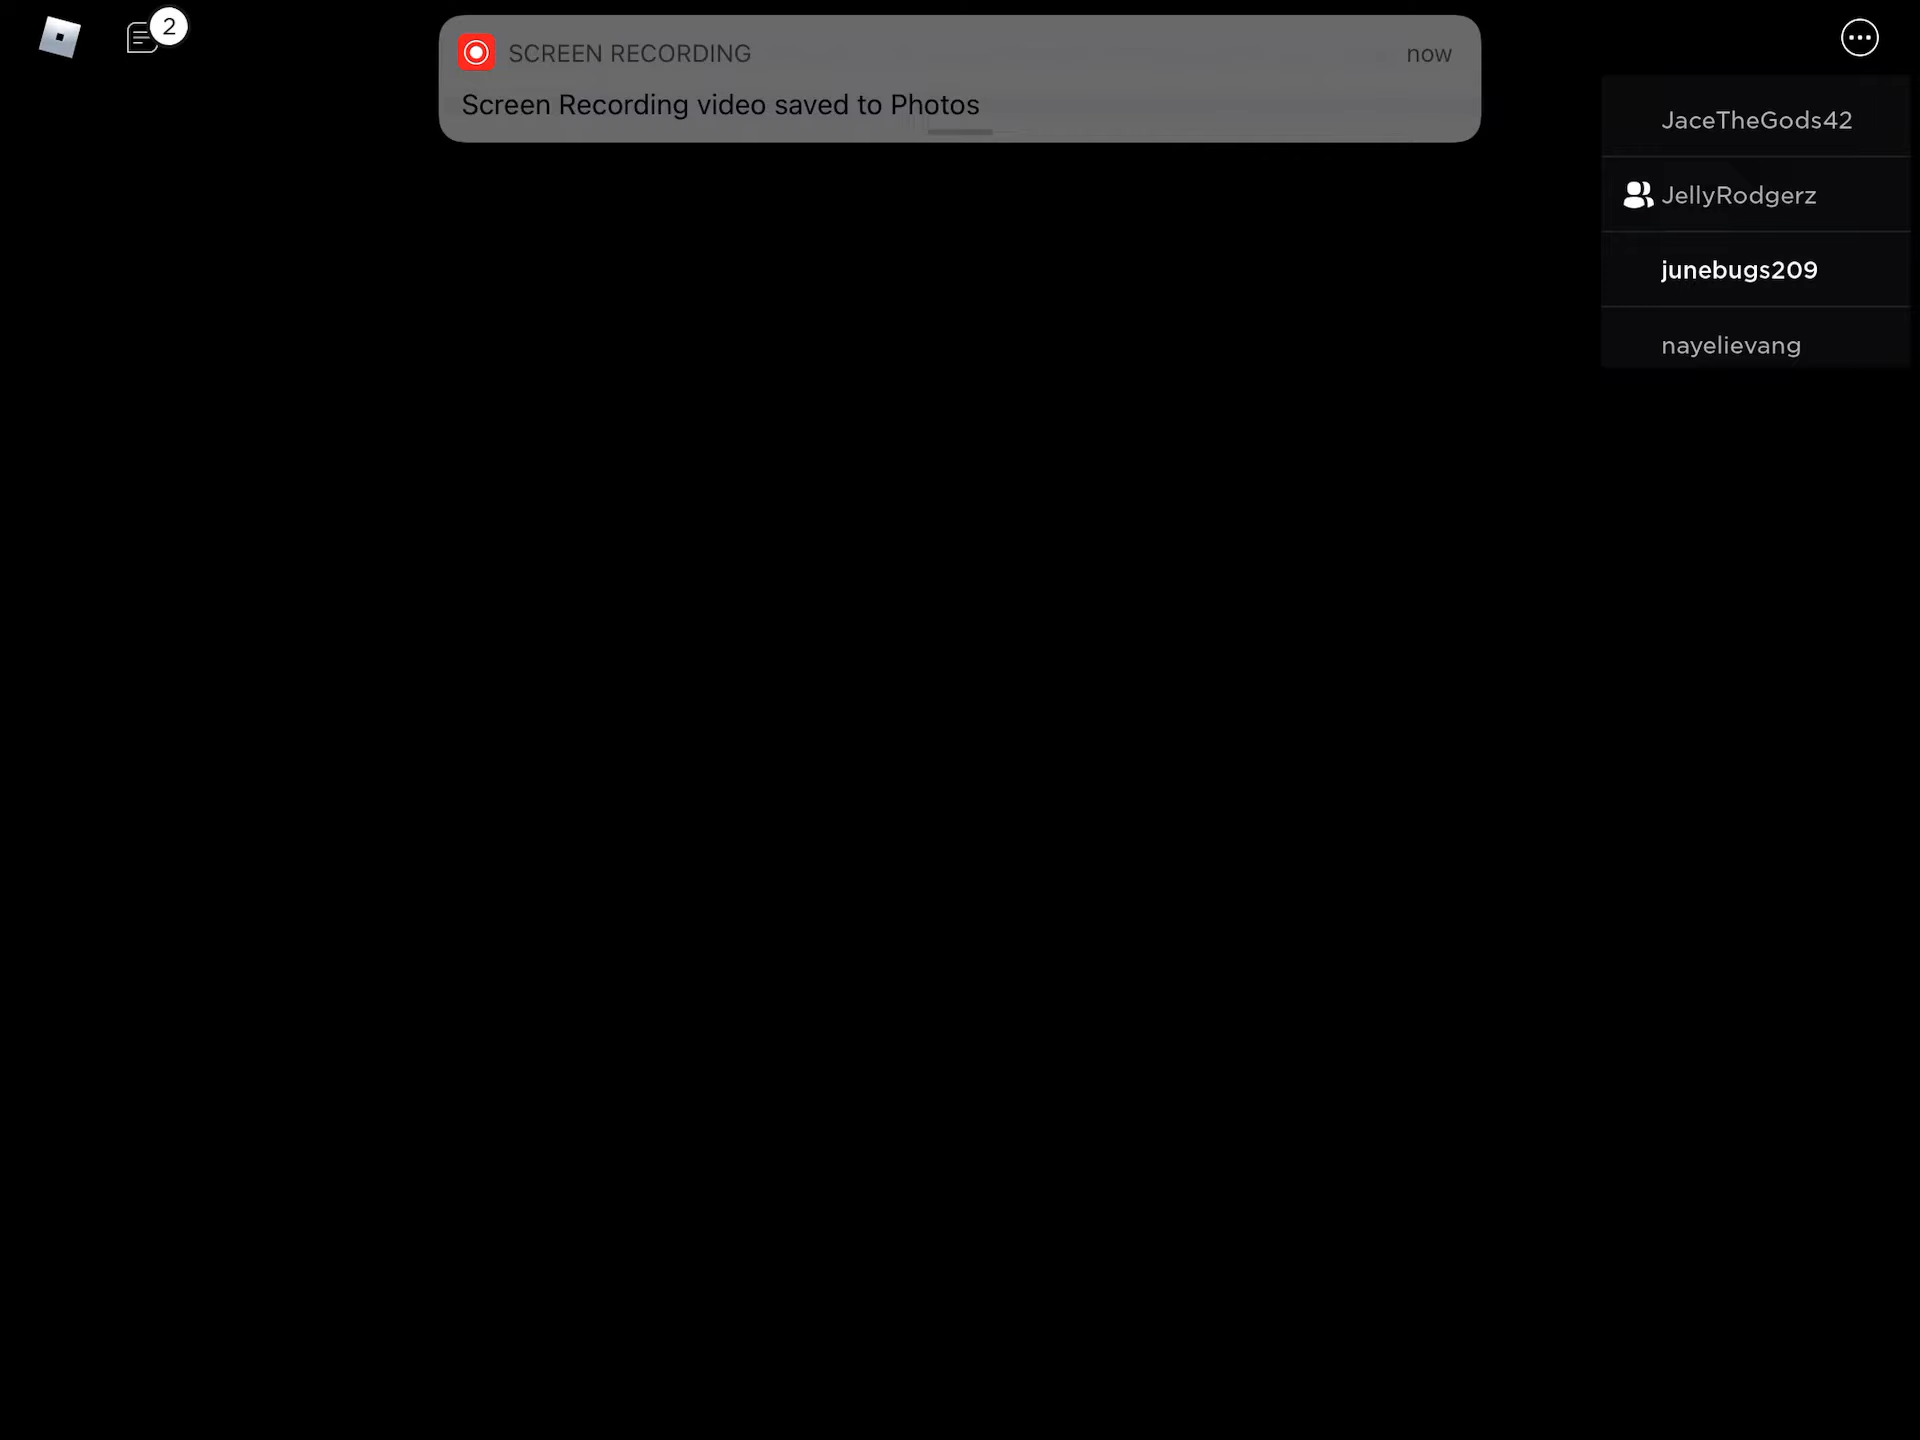 2
SCREEN RECORDING
now
Screen Recording video saved to Photos
JaceTheGods42
JellyRodgerz
junebugs209
nayelievang